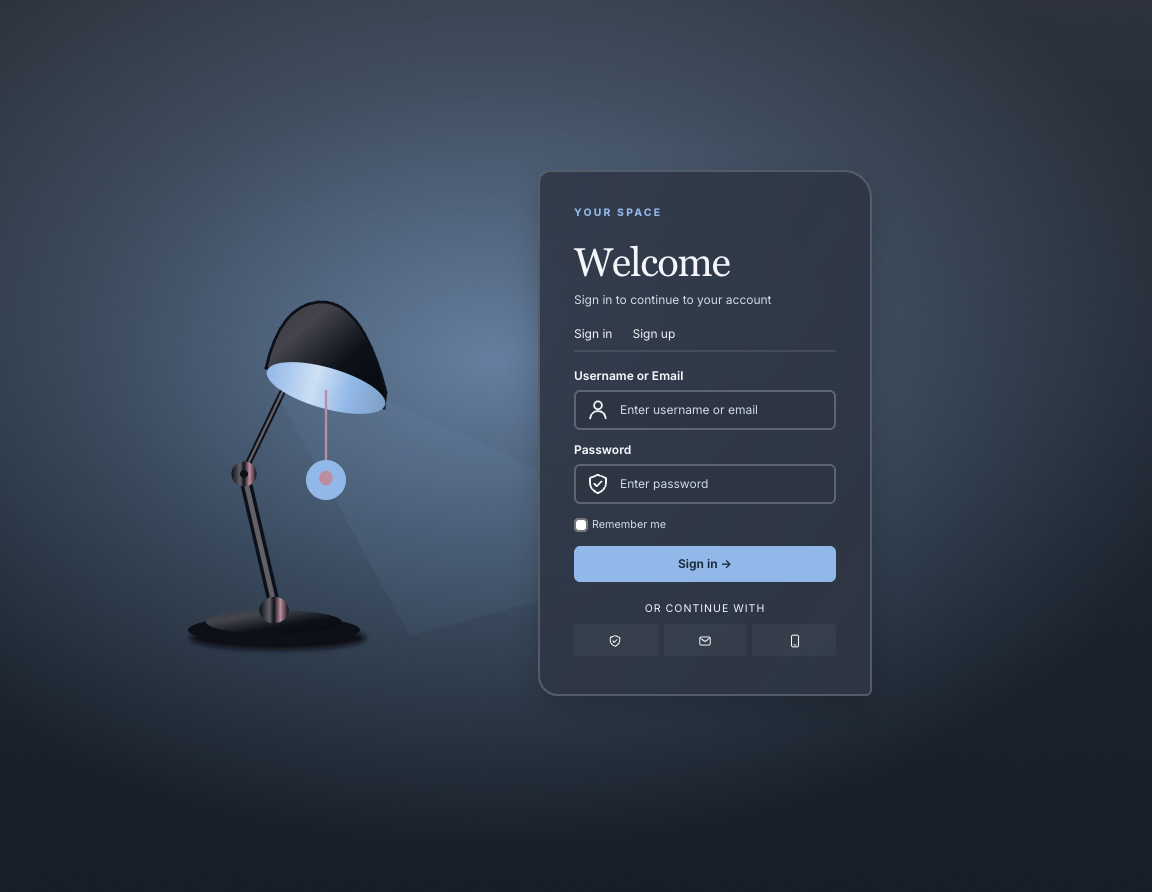 YOUR SPACE
Welcome
Sign in to continue to your account
Sign in Sign up
Username or Email
Enter username or email
Password
Enter password
Remember me
Sign in →
OR CONTINUE WITH